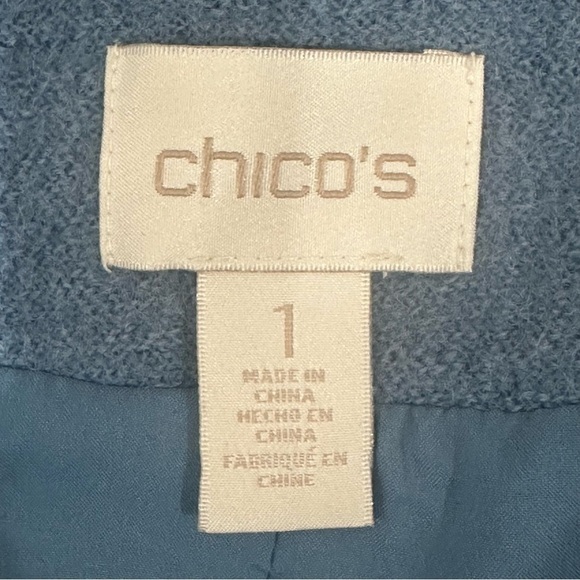 chico's
1
MADE IN
CHINA
HECHO EN
CHINA
FABRIQUÉ EN
CHINE